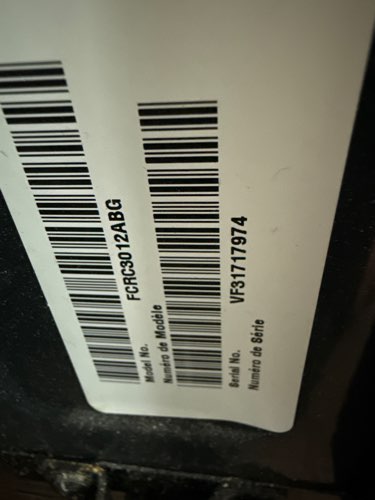 FCRC3012ABG
Model No.
Numéro de Modèle
VF31717974
Serial No.
Numéro de Série